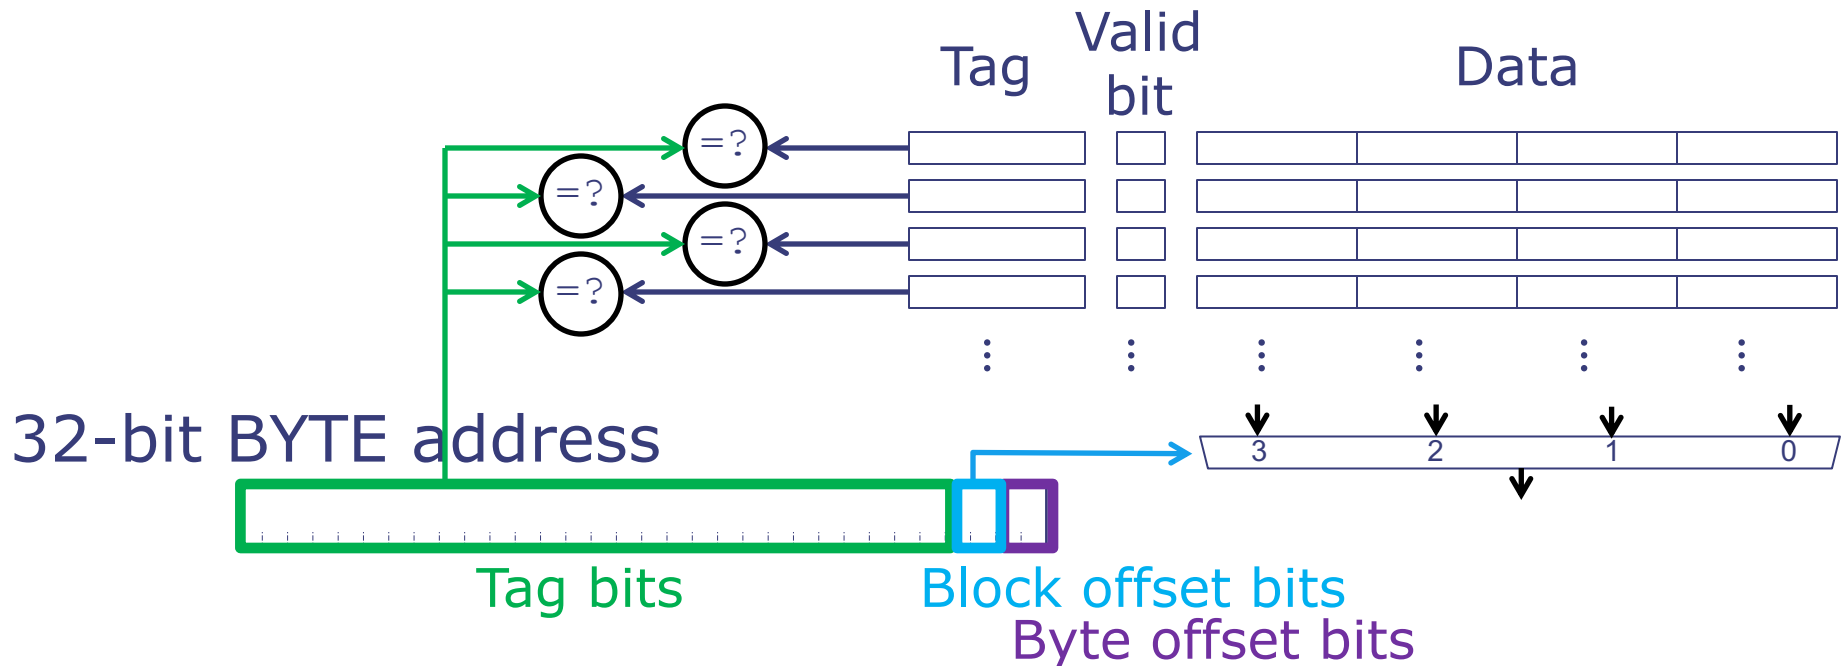 Tag
Valid
bit
Data
=?
=?
=?
=?
32-bit BYTE address
3 2 1 0
Tag bits
Block offset bits
Byte offset bits